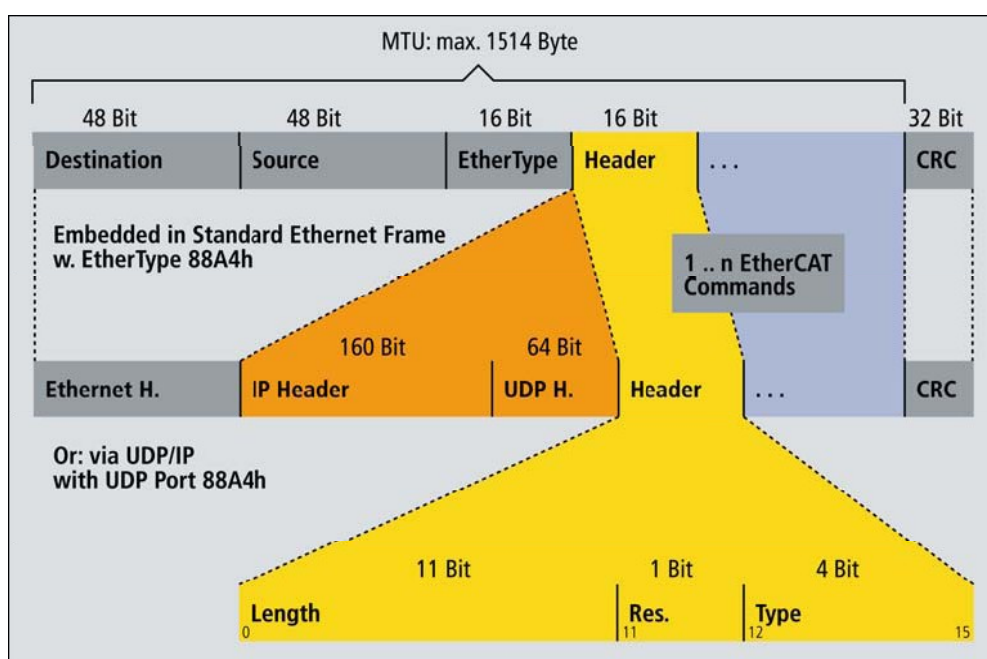 MTU: max. 1514 Byte
48 Bit 48 Bit 16 Bit 16 Bit 32 Bit
Destination Source EtherType Header . . . CRC
Embedded in Standard Ethernet Frame
w. EtherType 88A4h
1 .. n EtherCAT
Commands
160 Bit 64 Bit
Ethernet H. IP Header UDP H. Header . . . CRC
Or: via UDP/IP
with UDP Port 88A4h
11 Bit 1 Bit 4 Bit
Length Res. Type
0 11 12 15